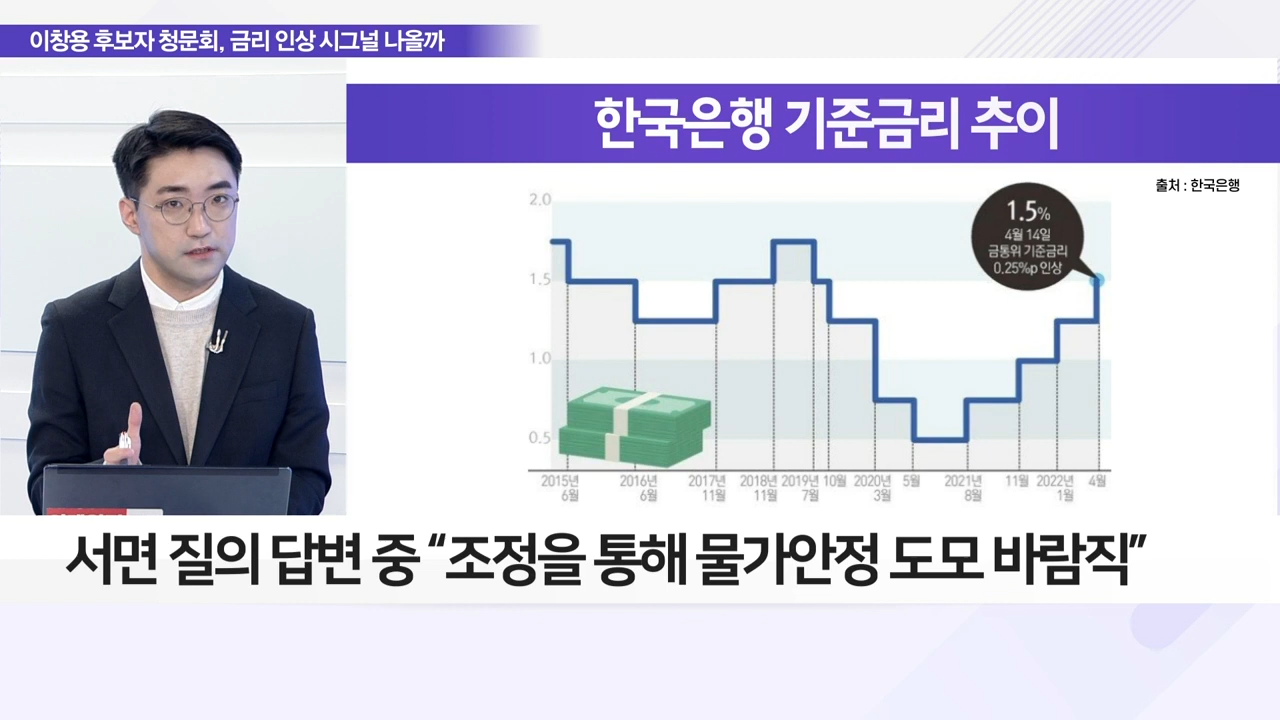 이창용 후보자 청문회, 금리 인상 시그널 나올까
한국은행 기준금리 추이
출처 : 한국은행
2.0
1.5
1.0
0.5
1.5%
4월 14일
금통위 기준금리
0.25%p 인상
2015년 6월
2016년 6월
2017년 11월
2018년 11월
2019년 7월
10월
2020년 3월
5월
2021년 8월
11월
2022년 1월
4월
서면 질의 답변 중 “조정을 통해 물가안정 도모 바람직”